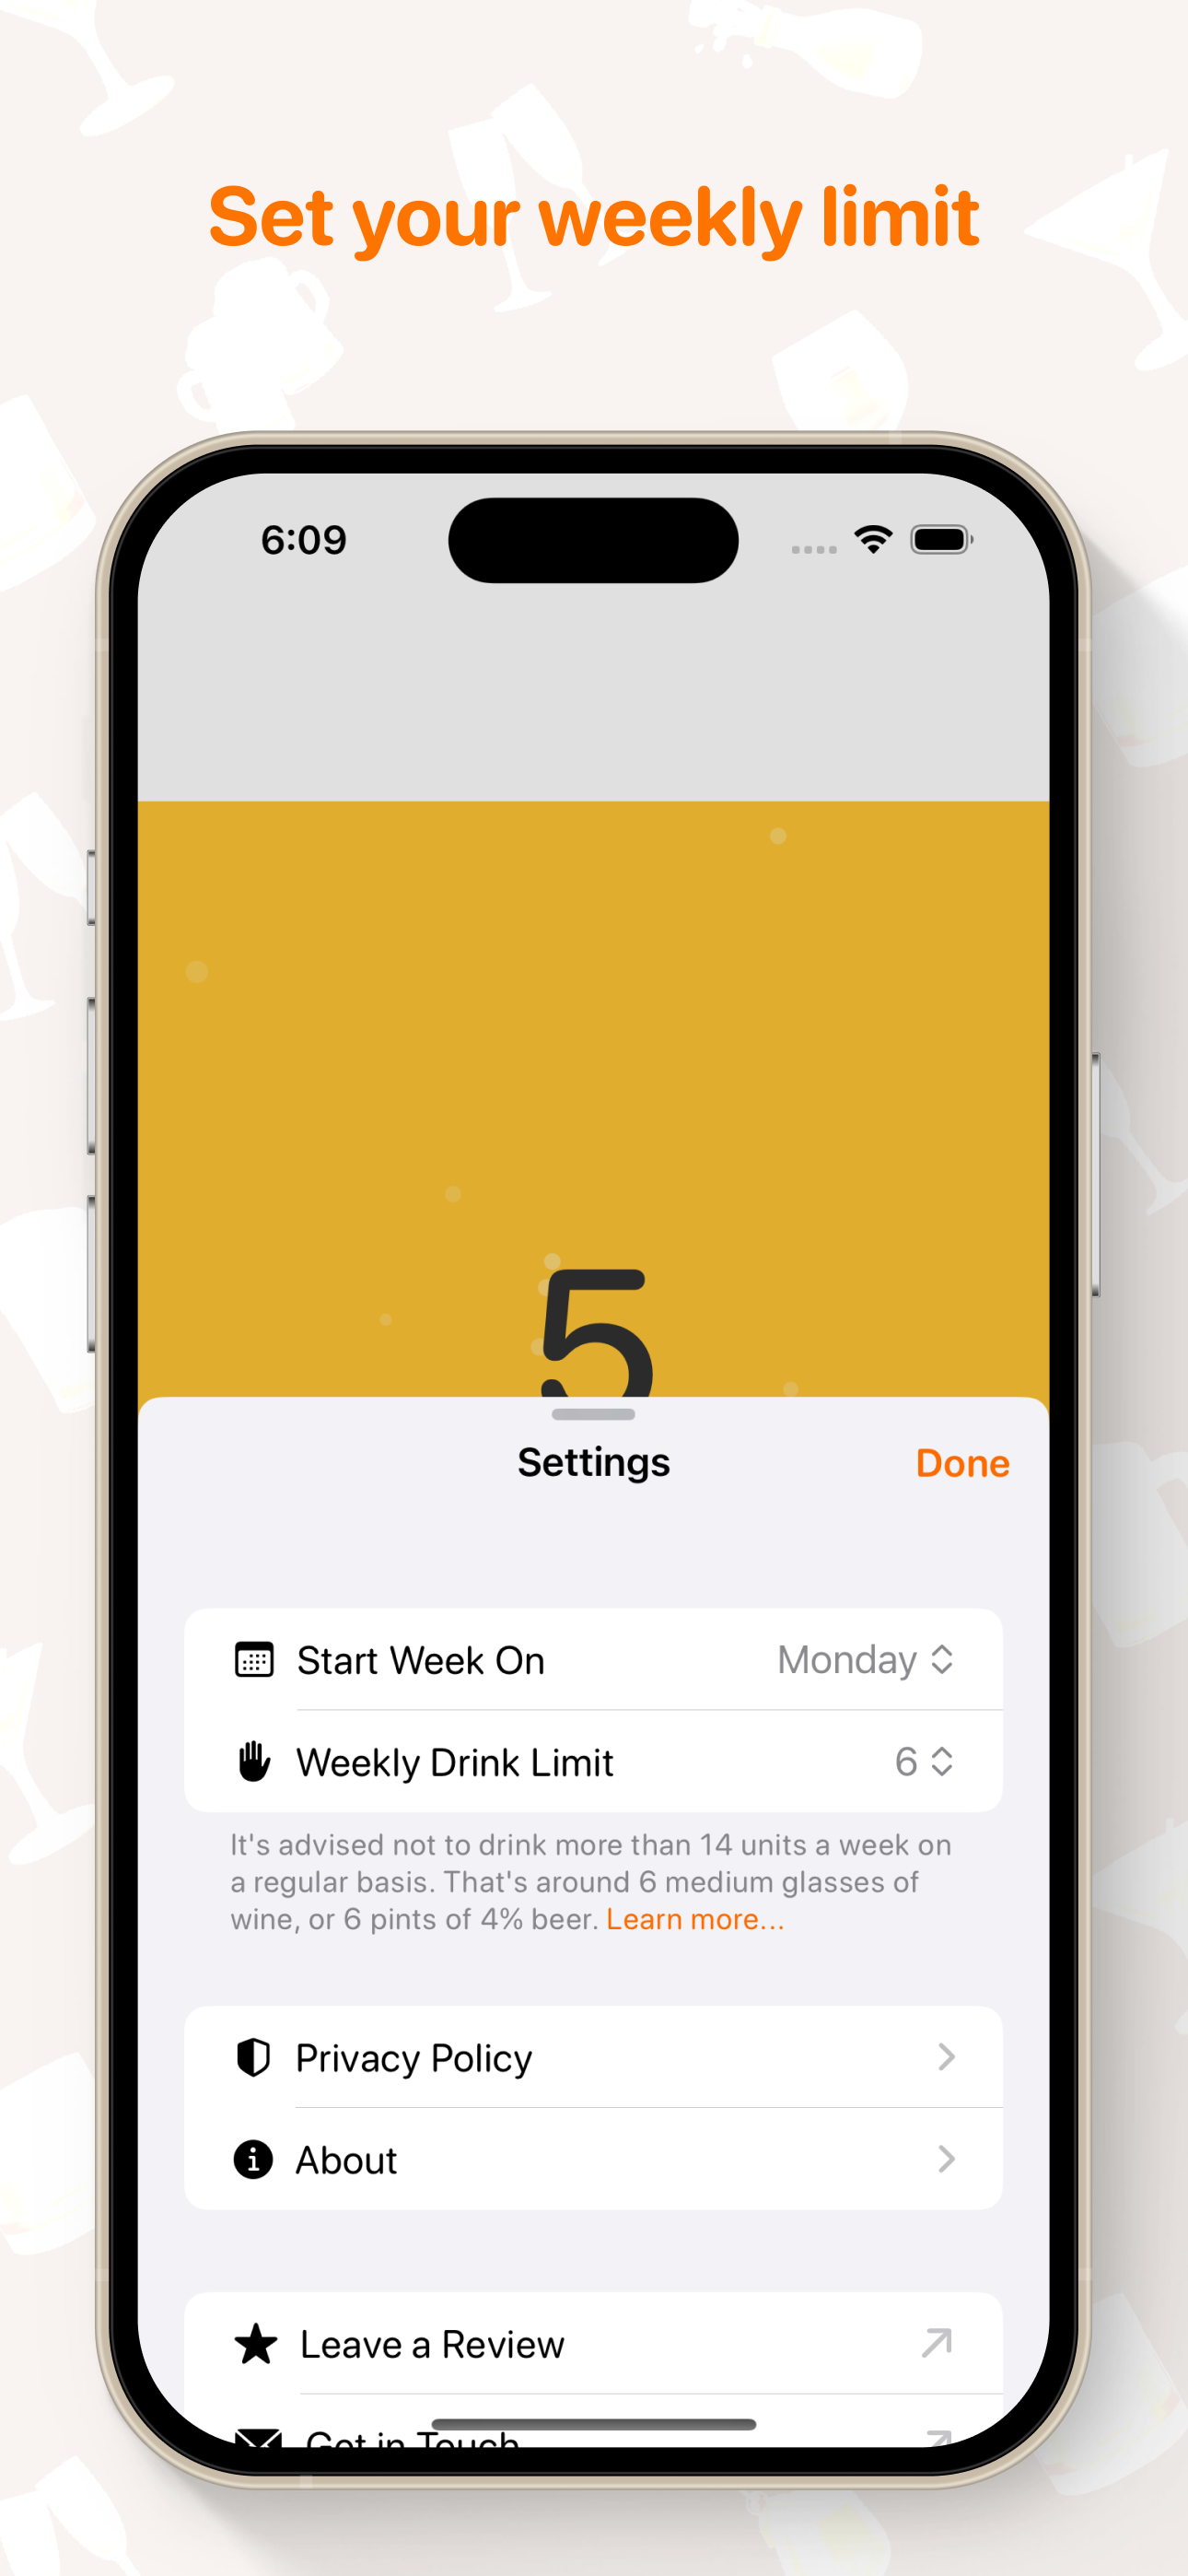 Set your weekly limit
6:09
5
Settings
Done
Start Week On
Monday
Weekly Drink Limit
6
It's advised not to drink more than 14 units a week on
a regular basis. That's around 6 medium glasses of
wine, or 6 pints of 4% beer. Learn more...
Privacy Policy
About
Leave a Review
Get in Touch